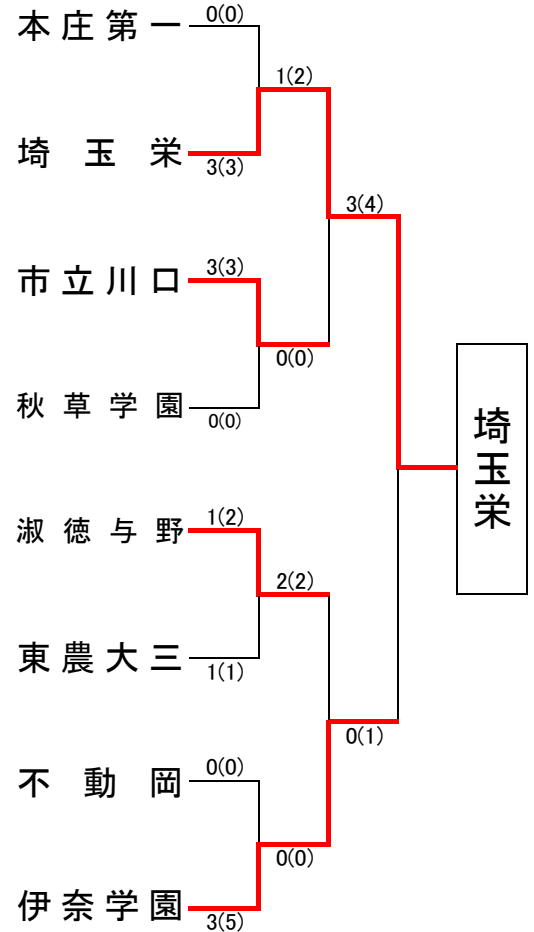 本庄第一
0(0)
1(2)
埼玉栄
3(3)
3(4)
市立川口
3(3)
0(0)
秋草学園
0(0)
埼玉栄
淑徳与野
1(2)
2(2)
東農大三
1(1)
0(1)
不動岡
0(0)
0(0)
伊奈学園
3(5)